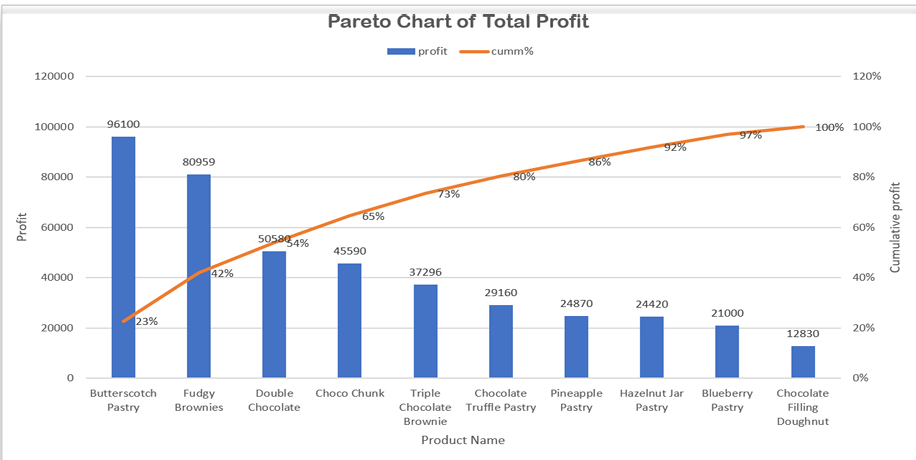 Pareto Chart of Total Profit
profit cumm%
120000 120%
100000 100%
80000 80%
60000 60%
40000 40%
20000 20%
0 0%
Profit
Cumulative profit
96100
80959
50580
45590
37296
29160
24870
24420
21000
12830
23%
42%
54%
65%
73%
80%
86%
92%
97%
100%
Butterscotch
Pastry
Fudgy
Brownies
Double
Chocolate
Choco Chunk
Triple
Chocolate
Brownie
Chocolate
Truffle Pastry
Pineapple
Pastry
Hazelnut Jar
Pastry
Blueberry
Pastry
Chocolate
Filling
Doughnut
Product Name